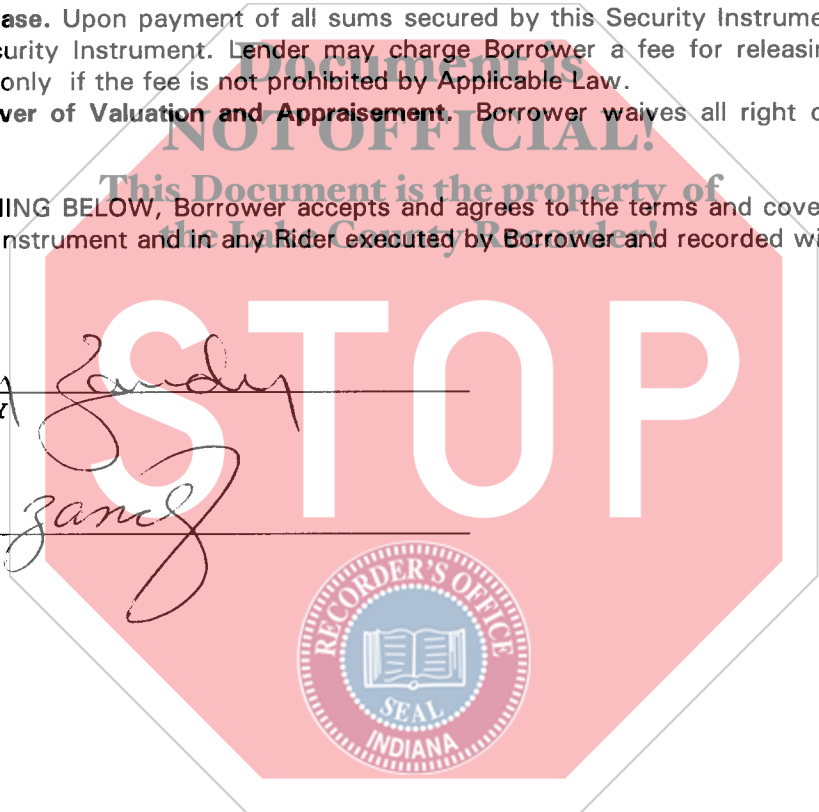 ase. Upon payment of all sums secured by this Security Instrume
curity Instrument. Lender may charge Borrower a fee for releasin
only if the fee is not prohibited by Applicable Law.
ver of Valuation and Appraisement. Borrower waives all right o
Document is
NOT OFFICIAL!
This Document is the property of
the Lake County Recorder!
NING BELOW, Borrower accepts and agrees to the terms and cove
nstrument and in any Rider executed by Borrower and recorded wi
STOP
Zandy
Y
Zandy
RECORDER'S OFFICE
SEAL
INDIANA